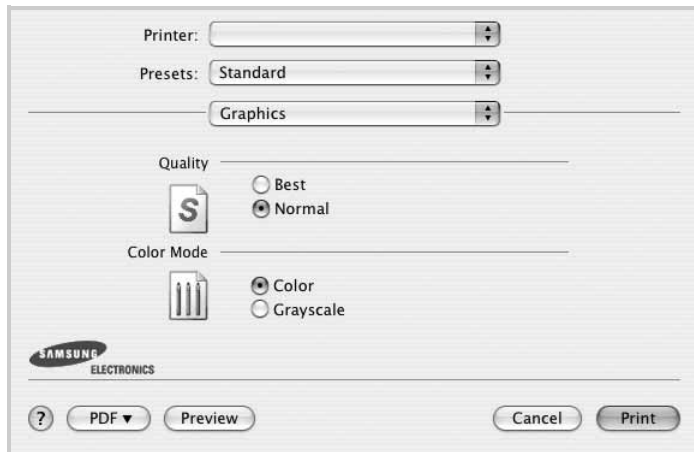 Printer:
Presets: Standard
Graphics
Quality
Best
S
Normal
Color Mode
Color
Grayscale
SAMSUNG
ELECTRONICS
? PDF▼ Preview Cancel Print